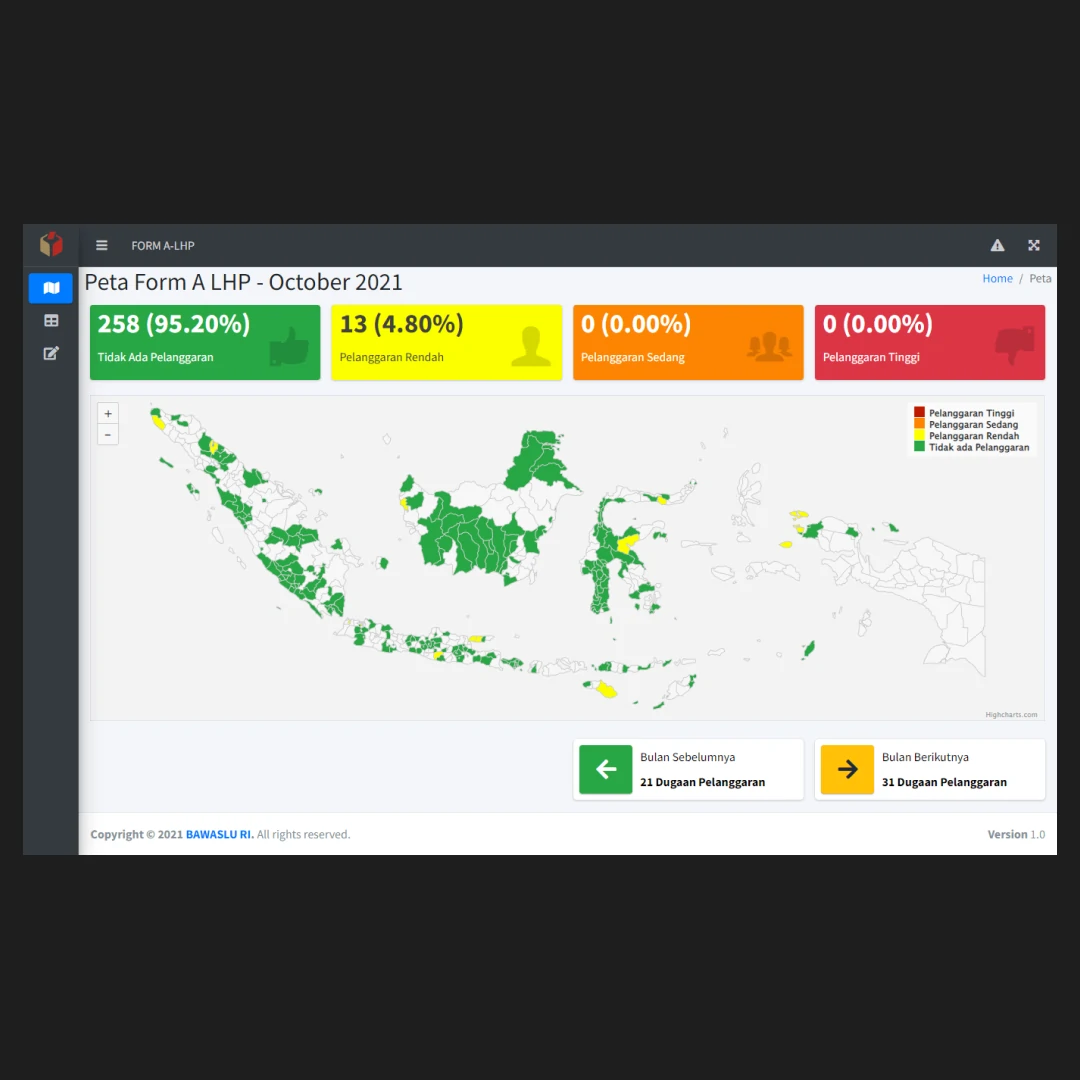 FORM A-LHP
Peta Form A LHP - October 2021
Home / Peta
258 (95.20%)
Tidak Ada Pelanggaran
13 (4.80%)
Pelanggaran Rendah
0 (0.00%)
Pelanggaran Sedang
0 (0.00%)
Pelanggaran Tinggi
+
−
Pelanggaran Tinggi
Pelanggaran Sedang
Pelanggaran Rendah
Tidak ada Pelanggaran
Highcharts.com
Bulan Sebelumnya
21 Dugaan Pelanggaran
Bulan Berikutnya
31 Dugaan Pelanggaran
Copyright © 2021 BAWASLU RI. All rights reserved.
Version 1.0